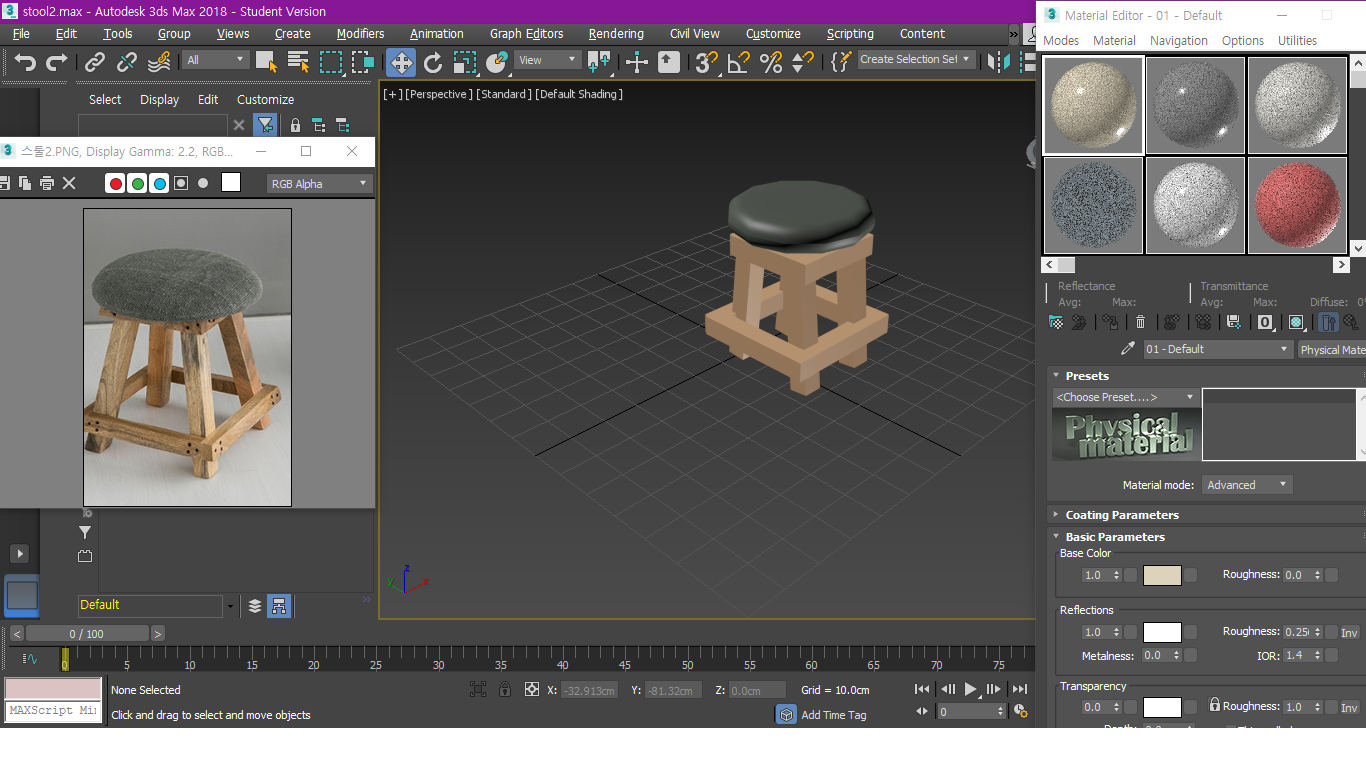 stool2.max - Autodesk 3ds Max 2018 - Student Version
File Edit Tools Group Views Create Modifiers Animation Graph Editors Rendering Civil View Customize Scripting Content
All View Create Selection Set
Select Display Edit Customize
스툴2.PNG, Display Gamma: 2.2, RGB...
RGB Alpha
[+] [Perspective ] [Standard ] [Default Shading ]
z
y x
Default
0 / 100
0 5 10 15 20 25 30 35 40 45 50 55 60 65 70 75
None Selected X: -32.913cm Y: -81.32cm Z: 0.0cm Grid = 10.0cm
MAXScript Min
Click and drag to select and move objects
Add Time Tag
0
Material Editor - 01 - Default
Modes Material Navigation Options Utilities
Reflectance Transmittance
Avg: Max: Avg: Max: Diffuse: 0%
01 - Default Physical Mate
Presets
<Choose Preset....>
Physical material
Material mode: Advanced
Coating Parameters
Basic Parameters
Base Color
1.0 Roughness: 0.0
Reflections
1.0 Roughness: 0.25 Inv
Metalness: 0.0 IOR: 1.4
Transparency
0.0 Roughness: 1.0 Inv